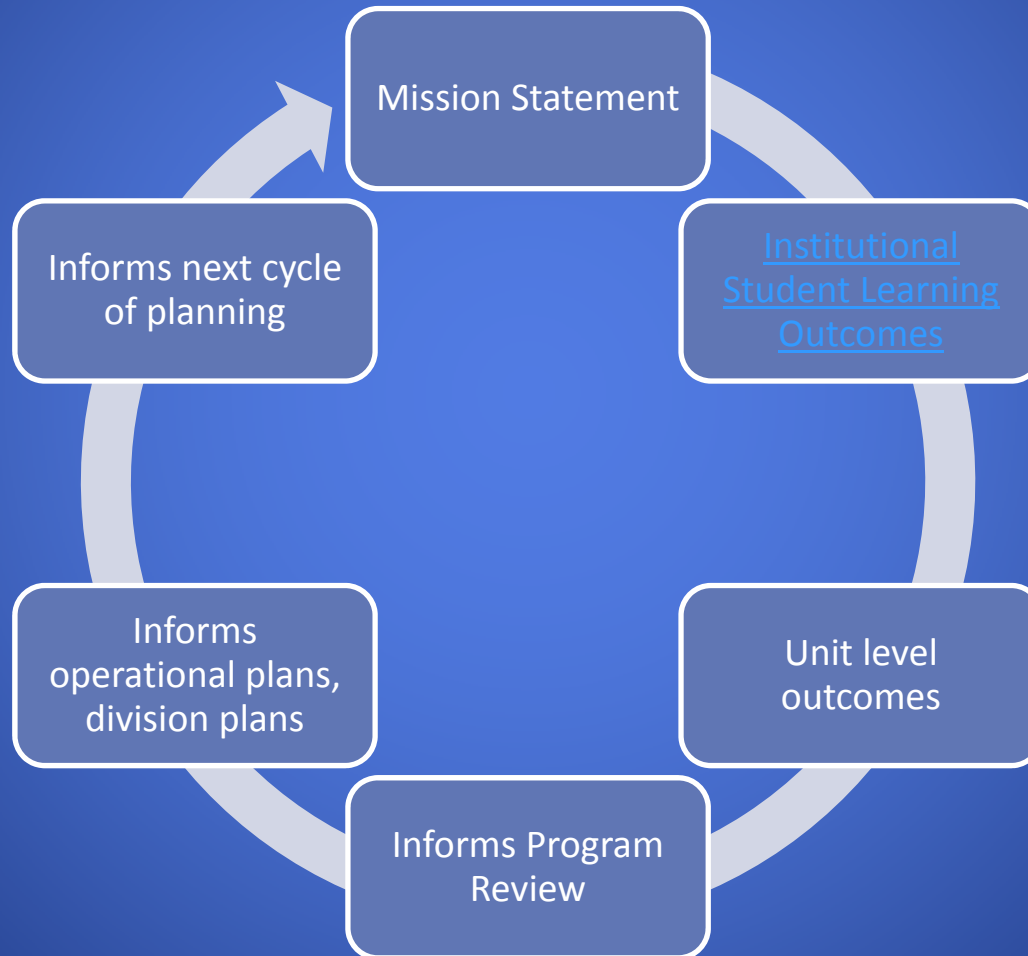 Mission Statement
Institutional
Student Learning
Outcomes
Unit level
outcomes
Informs Program
Review
Informs
operational plans,
division plans
Informs next cycle
of planning